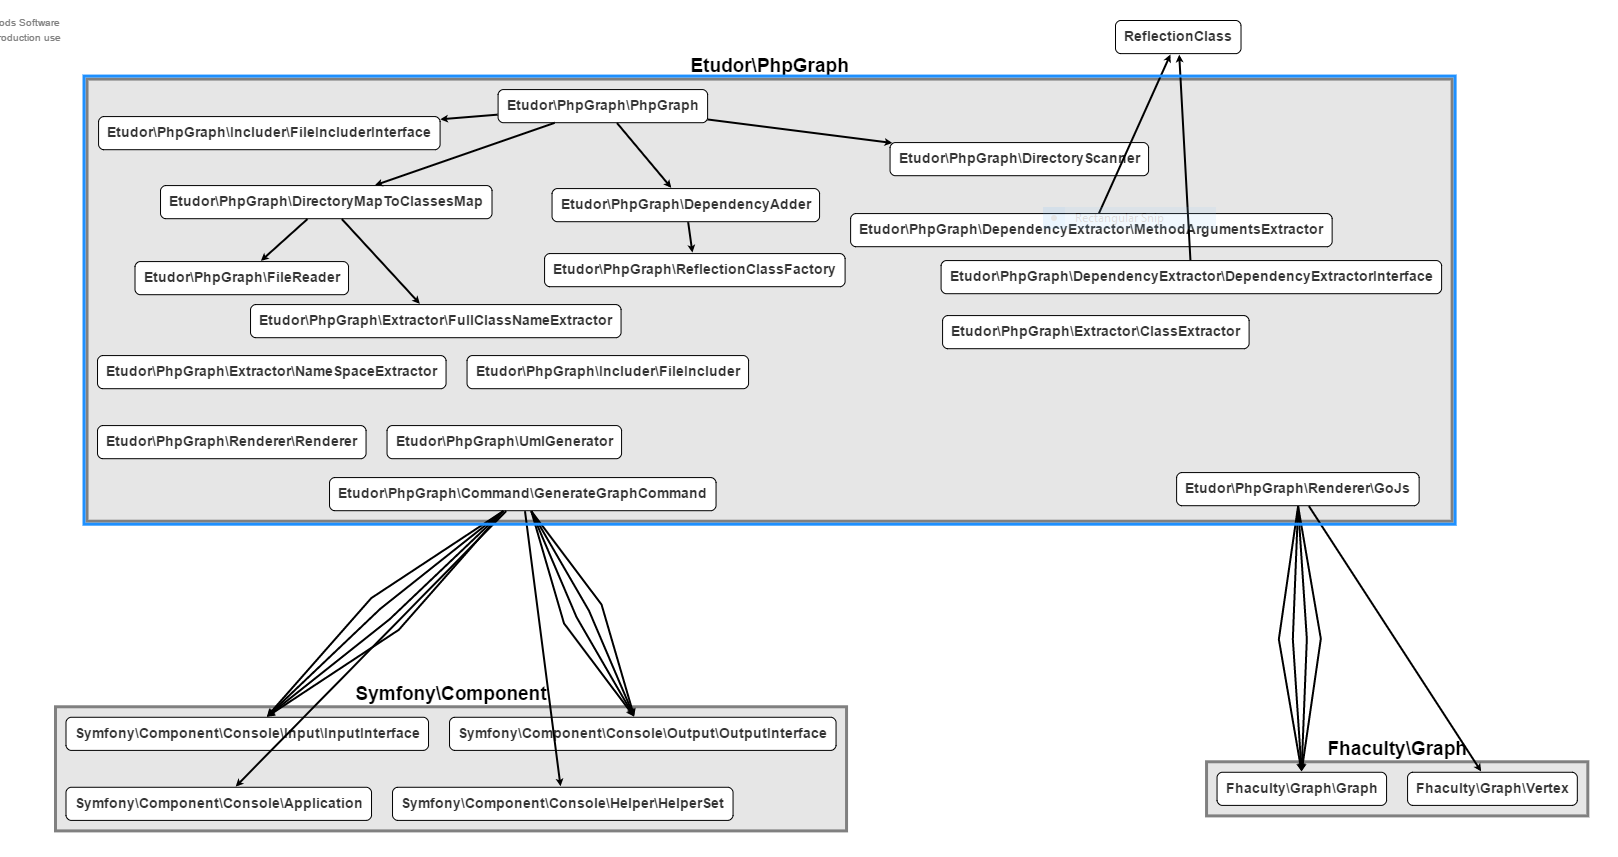 ods Software
roduction use
ReflectionClass
Etudor\PhpGraph
Etudor\PhpGraph\PhpGraph
Etudor\PhpGraph\Includer\FileIncluderInterface
Etudor\PhpGraph\DirectoryScanner
Etudor\PhpGraph\DirectoryMapToClassesMap
Etudor\PhpGraph\DependencyAdder
Rectangular Snip
Etudor\PhpGraph\DependencyExtractor\MethodArgumentsExtractor
Etudor\PhpGraph\FileReader
Etudor\PhpGraph\ReflectionClassFactory
Etudor\PhpGraph\DependencyExtractor\DependencyExtractorInterface
Etudor\PhpGraph\Extractor\FullClassNameExtractor
Etudor\PhpGraph\Extractor\ClassExtractor
Etudor\PhpGraph\Extractor\NameSpaceExtractor
Etudor\PhpGraph\Includer\FileIncluder
Etudor\PhpGraph\Renderer\Renderer
Etudor\PhpGraph\UmlGenerator
Etudor\PhpGraph\Command\GenerateGraphCommand
Etudor\PhpGraph\Renderer\GoJs
Symfony\Component
Symfony\Component\Console\Input\InputInterface
Symfony\Component\Console\Output\OutputInterface
Symfony\Component\Console\Application
Symfony\Component\Console\Helper\HelperSet
Fhaculty\Graph
Fhaculty\Graph\Graph
Fhaculty\Graph\Vertex